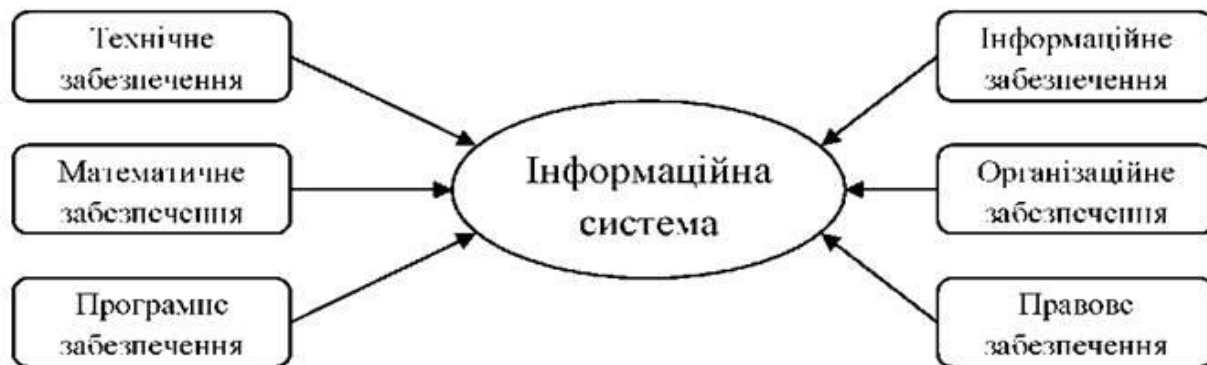 Технічне
забезпечення
Математичне
забезпечення
Програмне
забезпечення
Інформаційна
система
Інформаційне
забезпечення
Організаційне
забезпечення
Правове
забезпечення